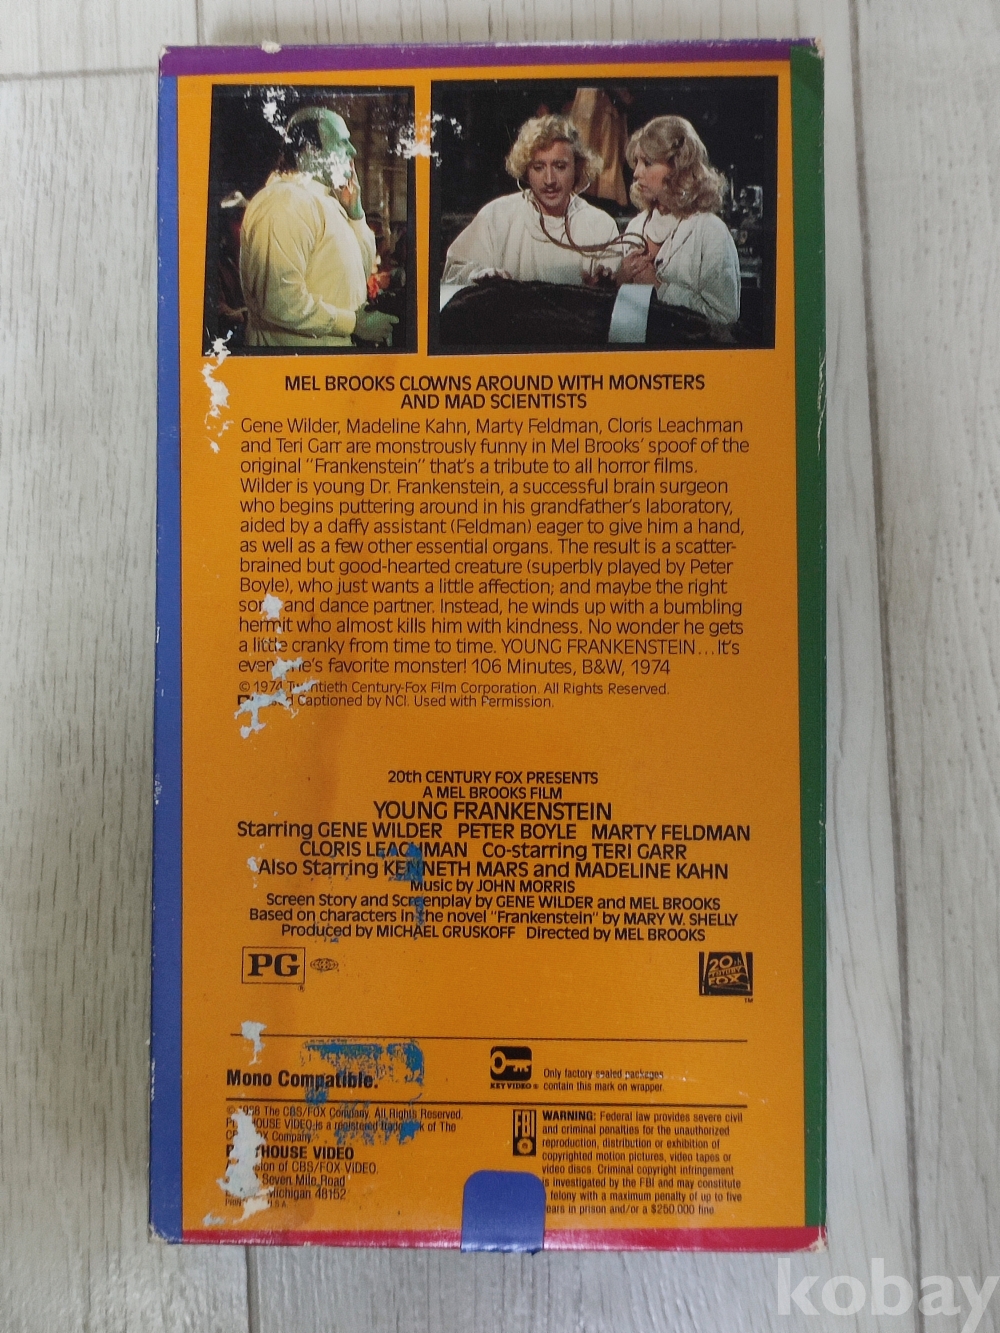 MEL BROOKS CLOWNS AROUND WITH MONSTERS
AND MAD SCIENTISTS
Gene Wilder, Madeline Kahn, Marty Feldman, Cloris Leachman
and Teri Garr are monstrously funny in Mel Brooks' spoof of the
original "Frankenstein" that's a tribute to all horror films.
Wilder is young Dr. Frankenstein, a successful brain surgeon
who begins puttering around in his grandfather's laboratory,
aided by a daffy assistant (Feldman) eager to give him a hand,
as well as a few other essential organs. The result is a scatter-
brained but good-hearted creature (superbly played by Peter
Boyle), who just wants a little affection; and maybe the right
and dance partner. Instead, he winds up with a bumbling
hermit who almost kills him with kindness. No wonder he gets
a little cranky from time to time. YOUNG FRANKENSTEIN...It's
favorite monster! 106 Minutes, B&W, 1974
© 1974 Twentieth Century-Fox Film Corporation. All Rights Reserved.
Captioned by NCI. Used with Permission.
20th CENTURY FOX PRESENTS
A MEL BROOKS FILM
YOUNG FRANKENSTEIN
Starring GENE WILDER PETER BOYLE MARTY FELDMAN
CLORIS LEACHMAN Co-starring TERI GARR
Also Starring KENNETH MARS and MADELINE KAHN
Music by JOHN MORRIS
Screen Story and Screenplay by GENE WILDER and MEL BROOKS
Based on characters in the novel "Frankenstein" by MARY W. SHELLY
Produced by MICHAEL GRUSKOFF Directed by MEL BROOKS
PG ®
20th CENTURY FOX TM
Mono Compatible.
KEY VIDEO ®
Only factory sealed packages
contain this mark on wrapper.
The CBS/FOX Company. All Rights Reserved.
VIDEO is a registered trademark of The
Company
VIDEO
of CBS/FOX VIDEO.
Seven Mile Road
Michigan 48152
FBI
WARNING: Federal law provides severe civil
and criminal penalties for the unauthorized
reproduction, distribution or exhibition of
copyrighted motion pictures, video tapes or
video discs. Criminal copyright infringement
is investigated by the FBI and may constitute
felony with a maximum penalty of up to five
in prison and/or a $250,000 fine
kobay